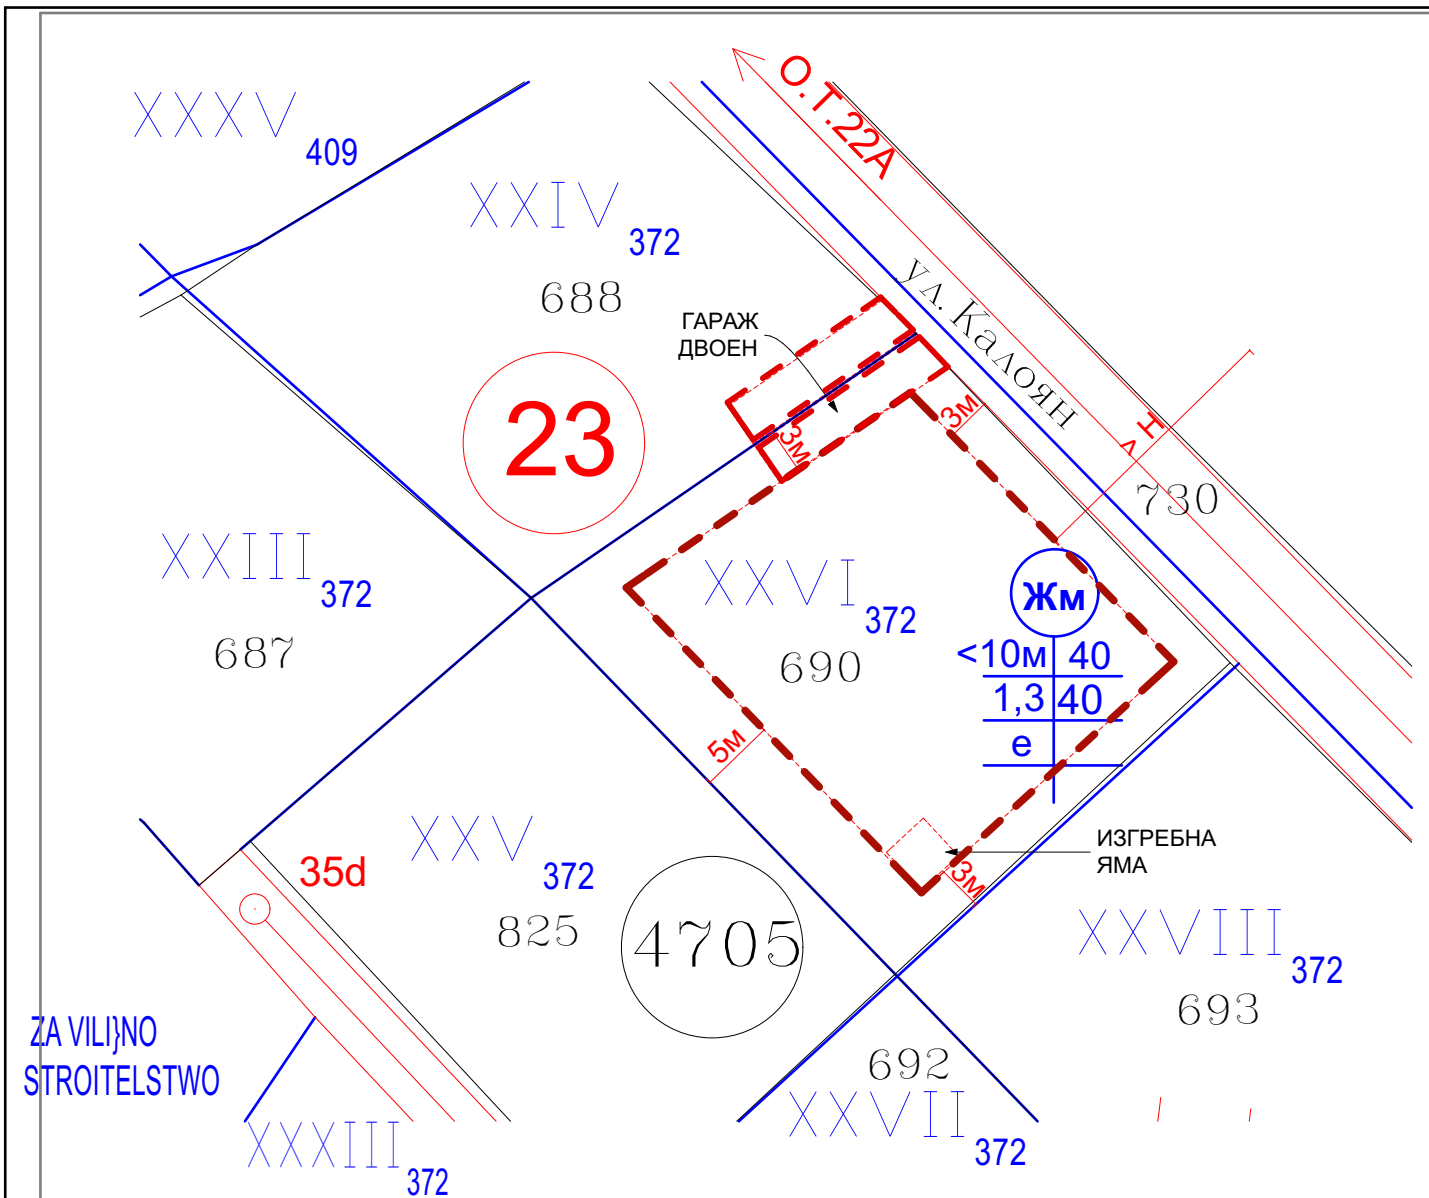 О.Т.22А
XXXV 409
XXIV 372
688
ул. Калоян
ГАРАЖ
ДВОЕН
23
3м
3м
Н
730
XXIII 372
687
XXVI 372
690
Жм
<10м 40
1,3 40
е
5м
XXV 372
825
35d
ИЗГРЕБНА
ЯМА
3м
4705
XXVIII 372
693
ZA VILI}NO
STROITELSTWO
692
XXVII 372
XXXIII 372